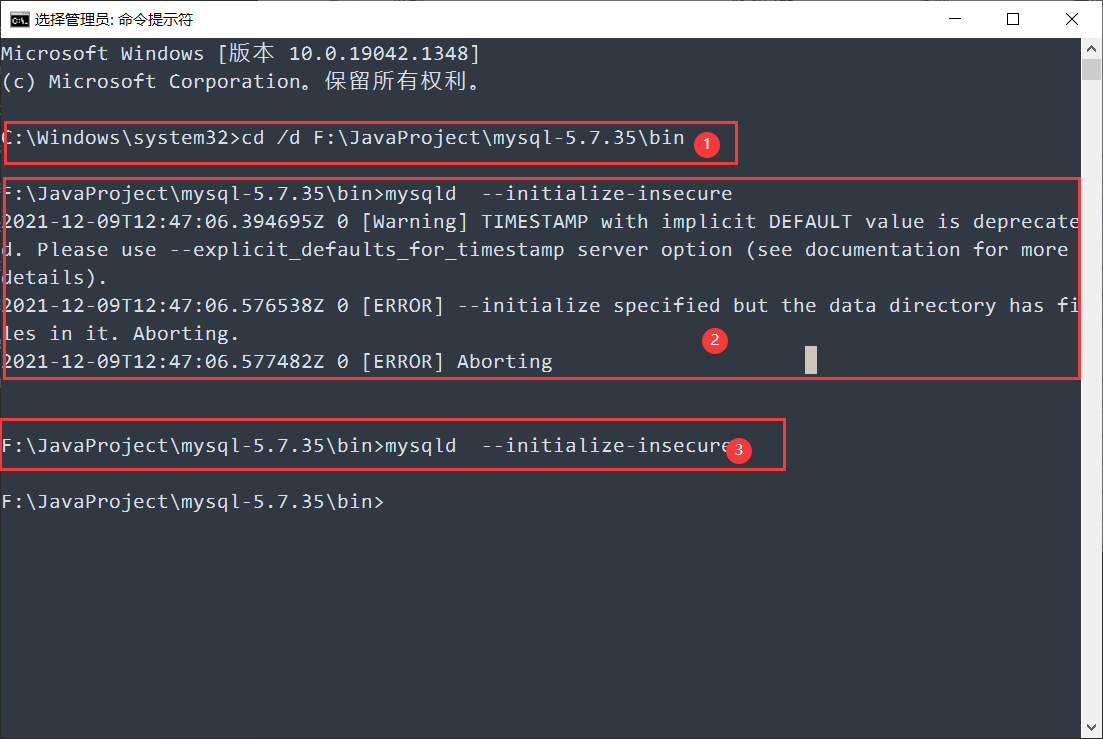 选择管理员: 命令提示符
Microsoft Windows [版本 10.0.19042.1348]
(c) Microsoft Corporation。保留所有权利。
C:\Windows\system32>cd /d F:\JavaProject\mysql-5.7.35\bin 1
F:\JavaProject\mysql-5.7.35\bin>mysqld  --initialize-insecure
2021-12-09T12:47:06.394695Z 0 [Warning] TIMESTAMP with implicit DEFAULT value is deprecate
d. Please use --explicit_defaults_for_timestamp server option (see documentation for more
details).
2021-12-09T12:47:06.576538Z 0 [ERROR] --initialize specified but the data directory has fi
les in it. Aborting.
2
2021-12-09T12:47:06.577482Z 0 [ERROR] Aborting
F:\JavaProject\mysql-5.7.35\bin>mysqld  --initialize-insecure 3
F:\JavaProject\mysql-5.7.35\bin>